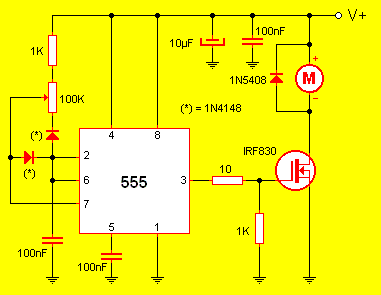 V+
100nF
10µF
1K
+
1N5408
M
100K
(*) = 1N4148
−
(*)
4
8
2
IRF830
(*)
6
555
3
10
7
5
1
1K
100nF
100nF